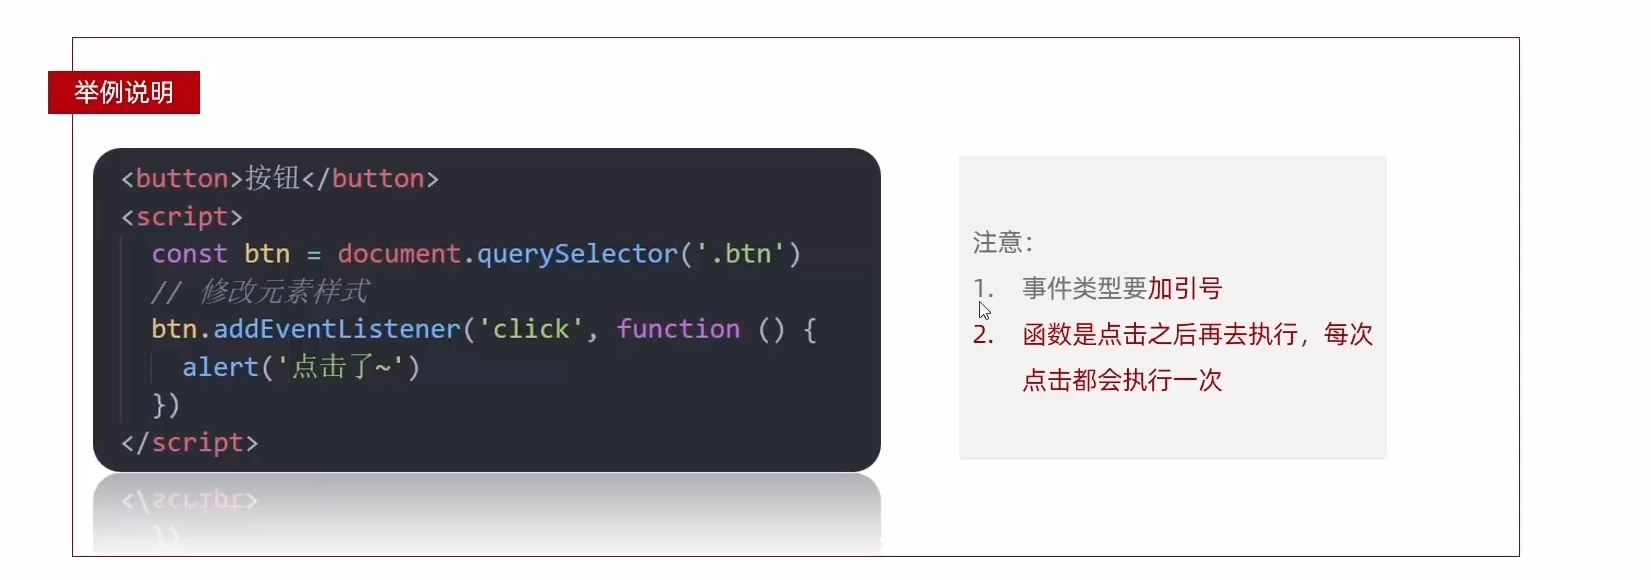 举例说明
<button>按钮</button>
<script>
const btn = document.querySelector('.btn')
// 修改元素样式
btn.addEventListener('click', function () {
alert('点击了~')
})
</script>
注意：
1. 事件类型要加引号
2. 函数是点击之后再去执行，每次
点击都会执行一次